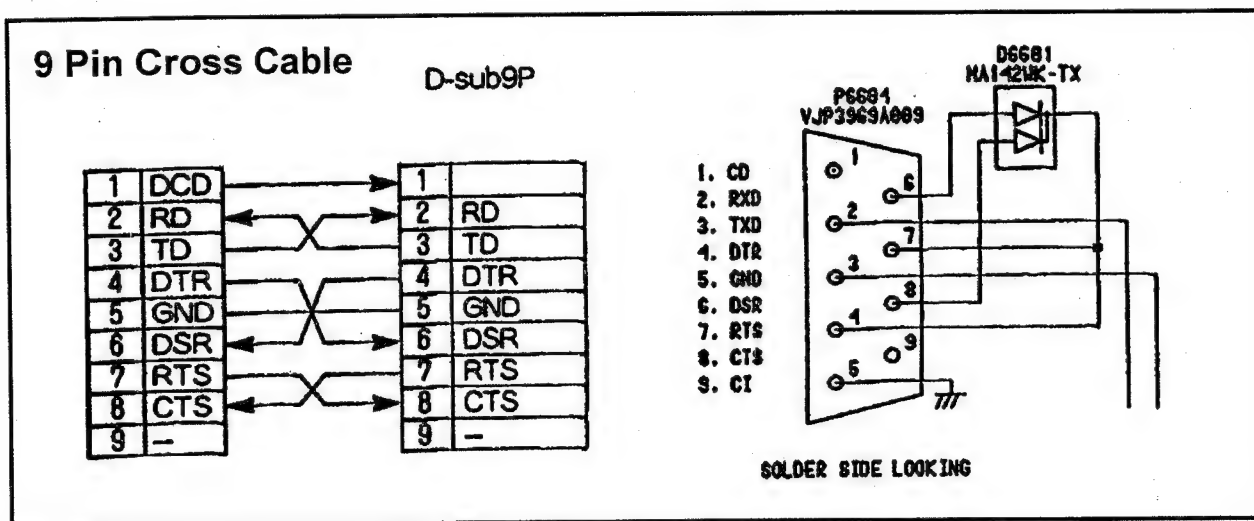 9 Pin Cross Cable
D-sub9P
1 DCD
2 RD
3 TD
4 DTR
5 GND
6 DSR
7 RTS
8 CTS
9 –
1
2 RD
3 TD
4 DTR
5 GND
6 DSR
7 RTS
8 CTS
9 –
1. CD
2. RXD
3. TXD
4. DTR
5. GND
6. DSR
7. RTS
8. CTS
9. CI
P6684
VJP3969A009
D6681
MA142WK-TX
1
6
2
7
3
8
4
9
5
SOLDER SIDE LOOKING